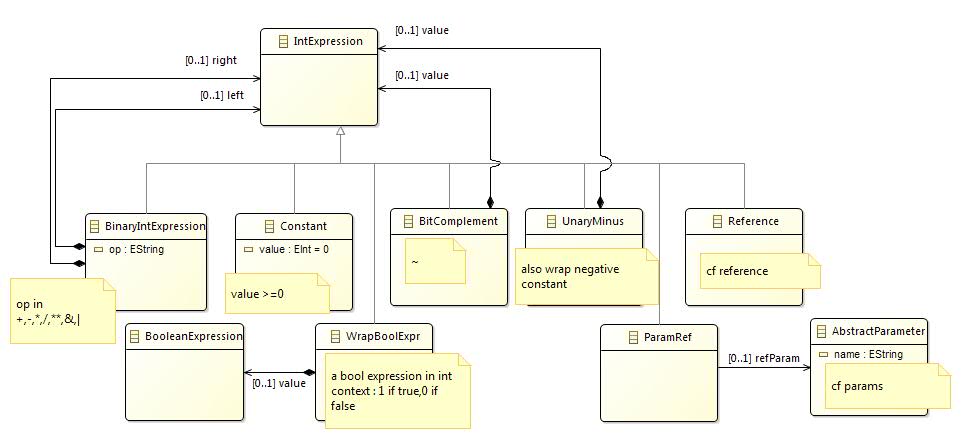 IntExpression
[0..1] value
[0..1] right
[0..1] value
[0..1] left
BinaryIntExpression
op : EString
op in
+,-,*,/,**,&,|
Constant
value : EInt = 0
value >=0
BitComplement
~
UnaryMinus
also wrap negative
constant
Reference
cf reference
BooleanExpression
[0..1] value
WrapBoolExpr
a bool expression in int
context : 1 if true,0 if
false
ParamRef
[0..1] refParam
AbstractParameter
name : EString
cf params